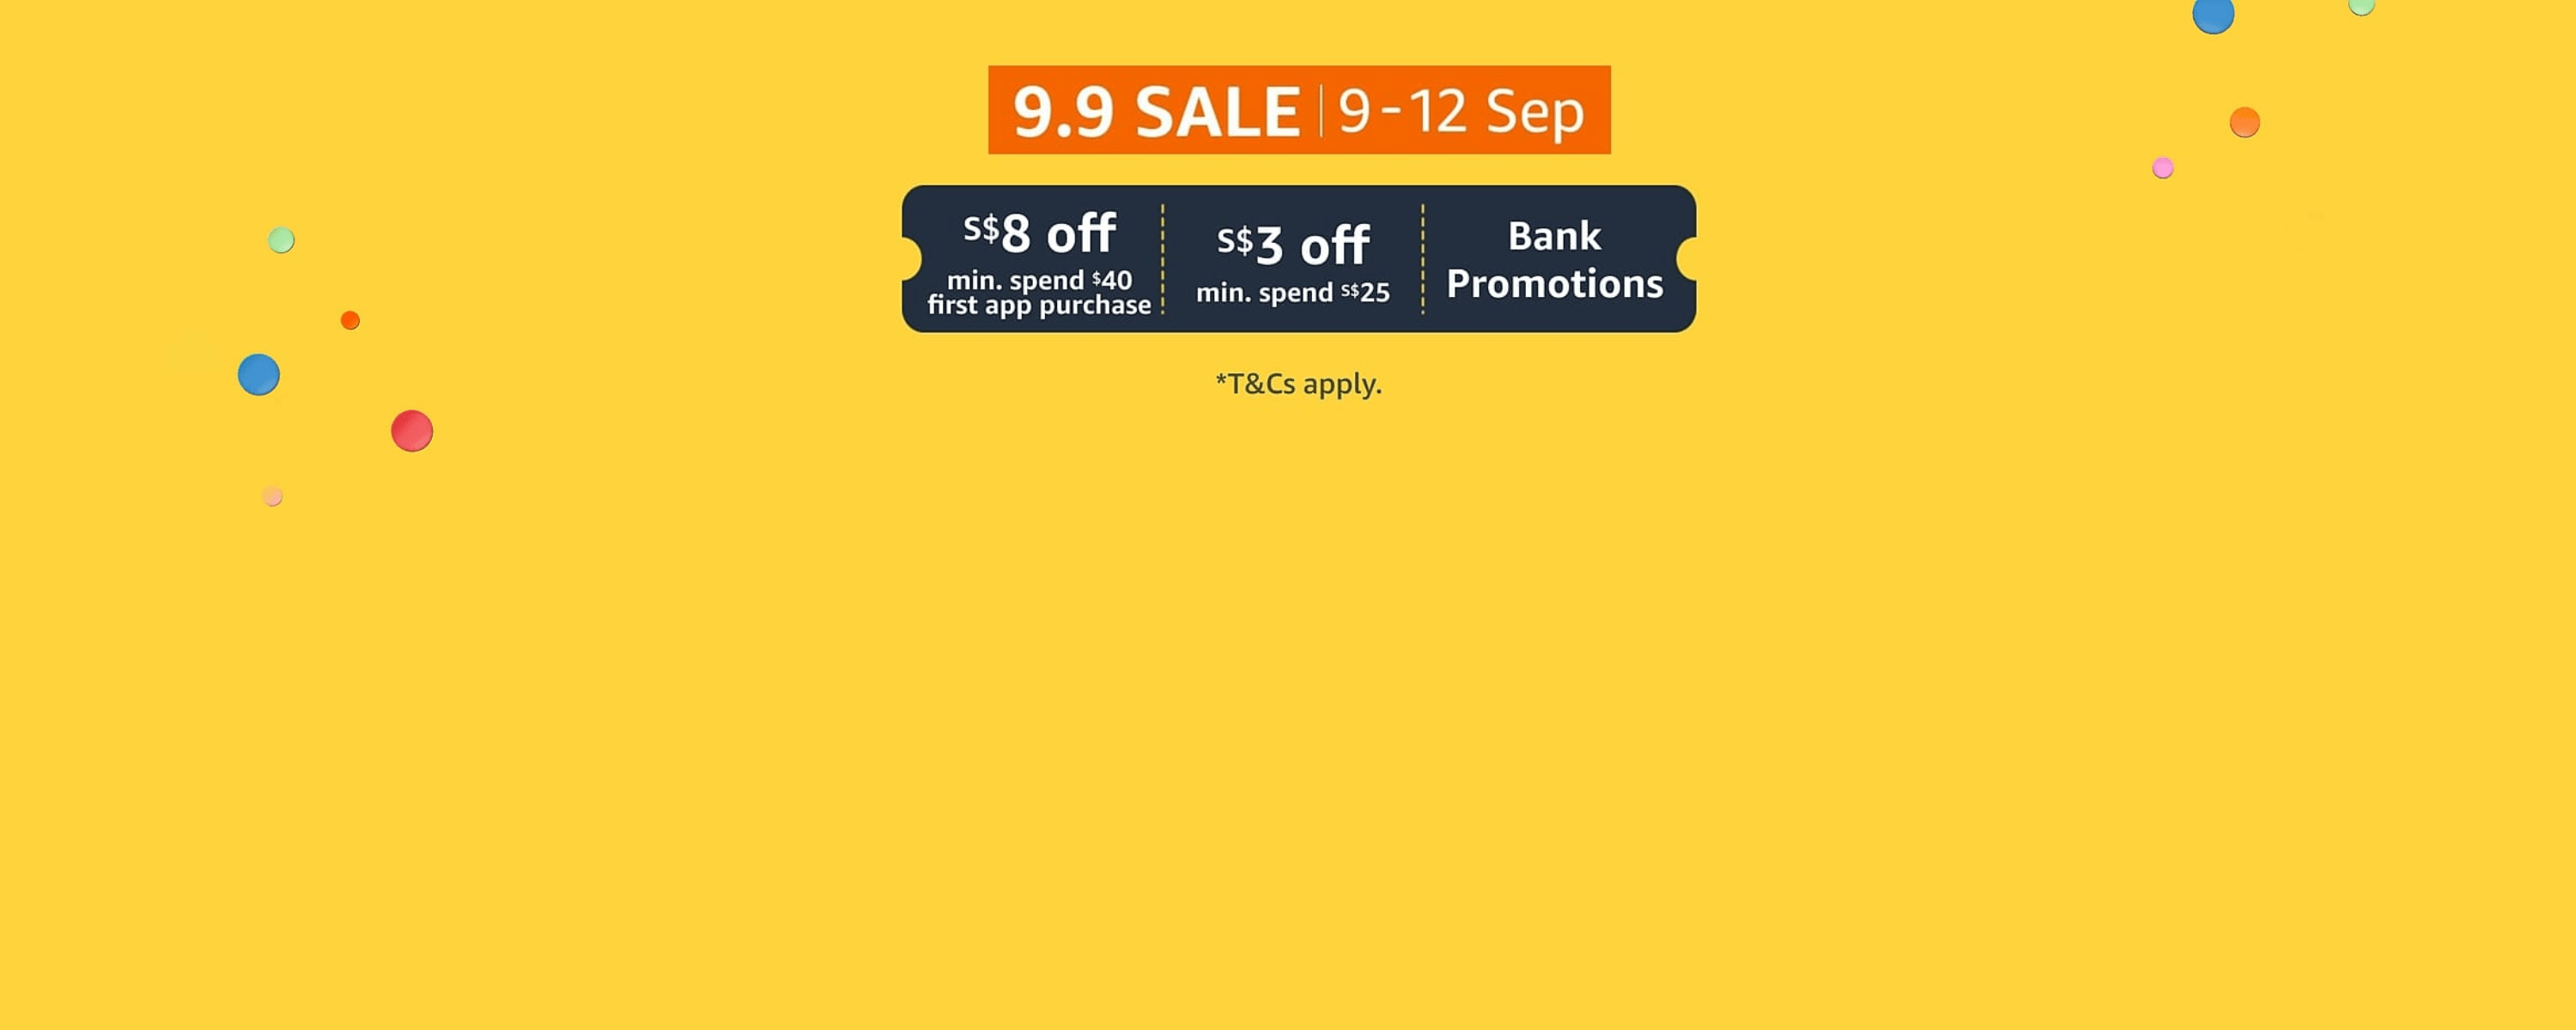 9.9 SALE | 9-12 Sep
S$8 off
min. spend $40
first app purchase
S$3 off
min. spend S$25
Bank
Promotions
*T&Cs apply.